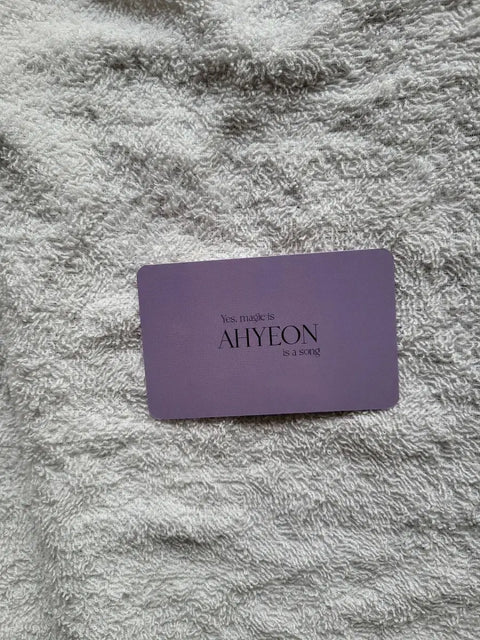 Yes, magic is
AHYEON
is a song